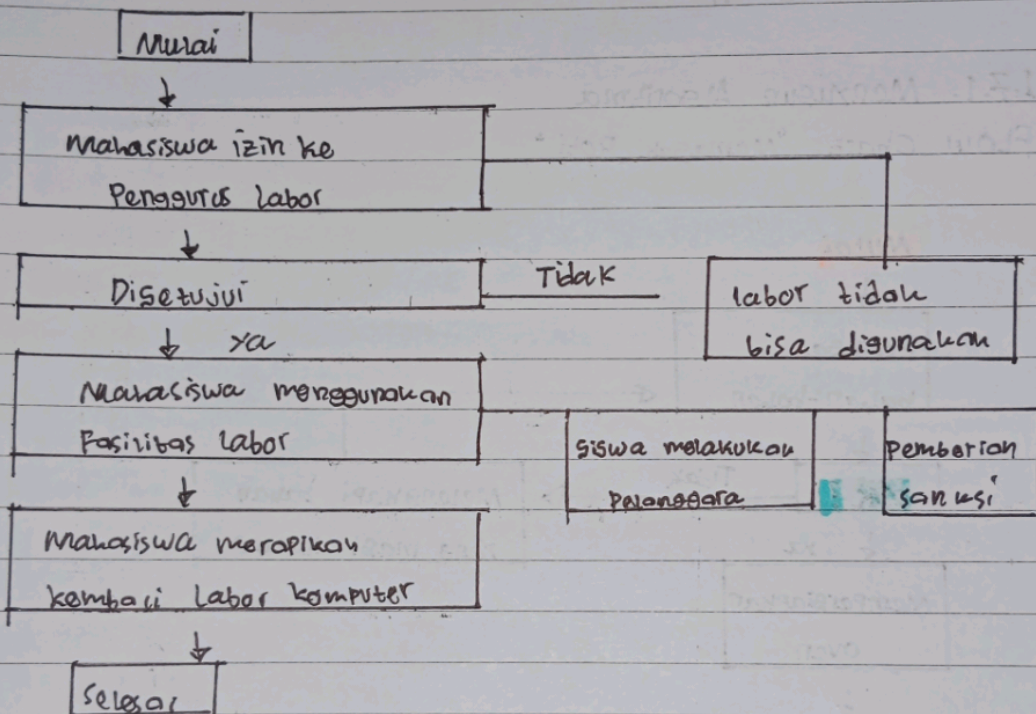 Mulai
Mahasiswa izin ke
Penggurus labor
Disetujui
Tidak
labor tidak
bisa digunakan
Ya
Mahasiswa menggunakan
Fasilitas labor
Siswa melakukan
Pelanggara
Pemberian
sanksi
Mahasiswa merapikan
kembali labor komputer
Selesai